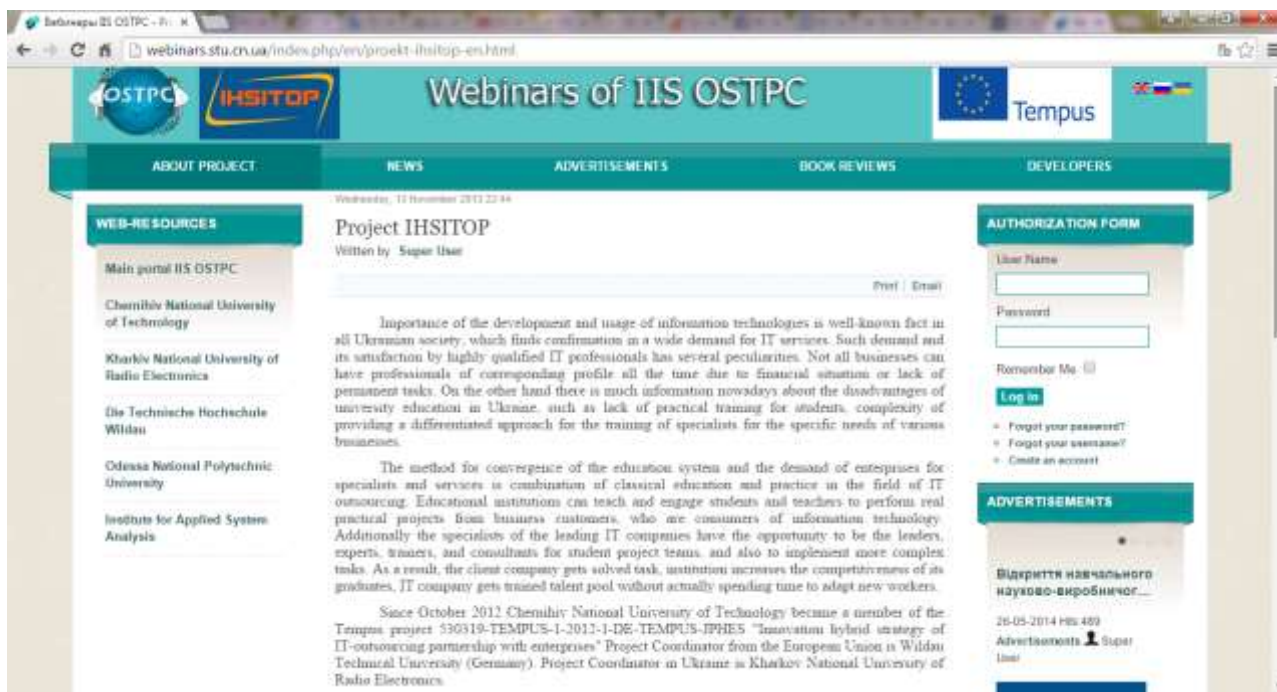 Вебинары IIS OSTPC - Pr
webinars.stu.cn.ua/index.php/en/proekt-ihsitop-en.html
OSTPC
IHSITOP
Webinars of IIS OSTPC
Tempus
ABOUT PROJECT
NEWS
ADVERTISEMENTS
BOOK REVIEWS
DEVELOPERS
WEB-RESOURCES
Main portal IIS OSTPC
Chernihiv National University
of Technology
Kharkiv National University of
Radio Electronics
Die Technische Hochschule
Wildau
Odessa National Polytechnic
University
Institute for Applied System
Analysis
Wednesday, 13 November 2013 22:44
Project IHSITOP
Written by Super User
Print | Email
Importance of the development and usage of information technologies is well-known fact in
all Ukrainian society, which finds confirmation in a wide demand for IT services. Such demand and
its satisfaction by highly qualified IT professionals has several peculiarities. Not all businesses can
have professionals of corresponding profile all the time due to financial situation or lack of
permanent tasks. On the other hand there is much information nowadays about the disadvantages of
university education in Ukraine, such as lack of practical training for students, complexity of
providing a differentiated approach for the training of specialists for the specific needs of various
businesses.
The method for convergence of the education system and the demand of enterprises for
specialists and services is combination of classical education and practice in the field of IT
outsourcing. Educational institutions can teach and engage students and teachers to perform real
practical projects from business customers, who are consumers of information technology.
Additionally the specialists of the leading IT companies have the opportunity to be the leaders,
experts, trainers, and consultants for student project teams, and also to implement more complex
tasks. As a result, the client company gets solved task, institution increases the competitiveness of its
graduates, IT company gets trained talent pool without actually spending time to adapt new workers.
Since October 2012 Chernihiv National University of Technology became a member of the
Tempus project 530319-TEMPUS-1-2012-1-DE-TEMPUS-JPHES "Innovation hybrid strategy of
IT-outsourcing partnership with enterprises" Project Coordinator from the European Union is Wildau
Technical University (Germany). Project Coordinator in Ukraine is Kharkov National University of
Radio Electronics.
AUTHORIZATION FORM
User Name
Password
Remember Me
Log in
Forgot your password?
Forgot your username?
Create an account
ADVERTISEMENTS
Відкриття навчального
науково-виробничог...
26-05-2014 Hits:489
Advertisements Super
User